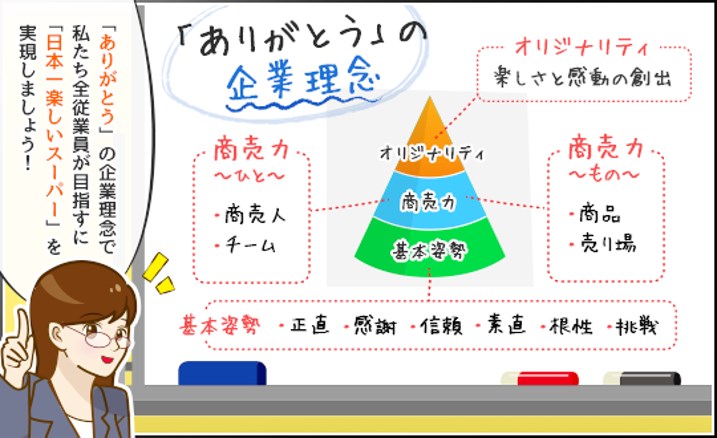 「ありがとう」の企業理念で
私たち全従業員が目指すに
「日本一楽しいスーパー」を
実現しましょう！
「ありがとう」の
企業理念
オリジナリティ
楽しさと感動の創出
商売力
～ひと～
・商売人
・チーム
オリジナリティ
商売力
基本姿勢
商売力
～もの～
・商品
・売り場
基本姿勢 ・正直 ・感謝 ・信頼 ・素直 ・根性 ・挑戦